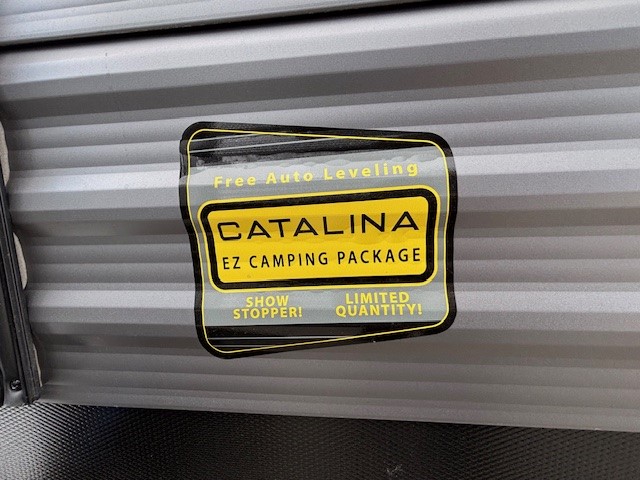 Free Auto Leveling
CATALINA
EZ CAMPING PACKAGE
SHOW LIMITED
STOPPER! QUANTITY!